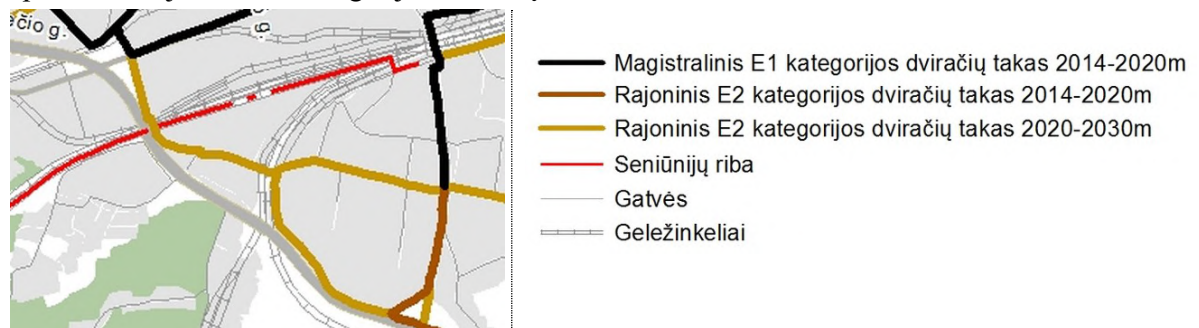 g.
Magistralinis E1 kategorijos dviračių takas 2014-2020m
Rajoninis E2 kategorijos dviračių takas 2014-2020m
Rajoninis E2 kategorijos dviračių takas 2020-2030m
Seniūnijų riba
Gatvės
Geležinkeliai